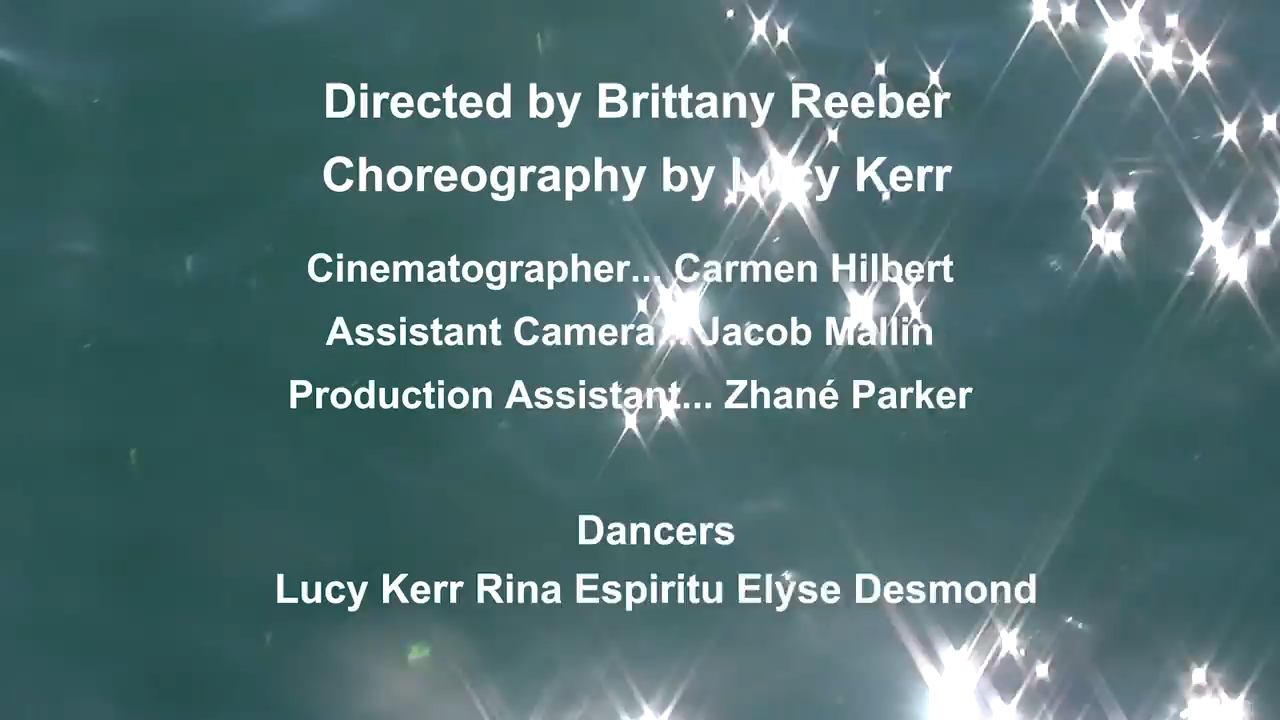 Directed by Brittany Reeber
Choreography by Lucy Kerr
Cinematographer... Carmen Hilbert
Assistant Camera... Jacob Mallin
Production Assistant... Zhané Parker
Dancers
Lucy Kerr Rina Espiritu Elyse Desmond